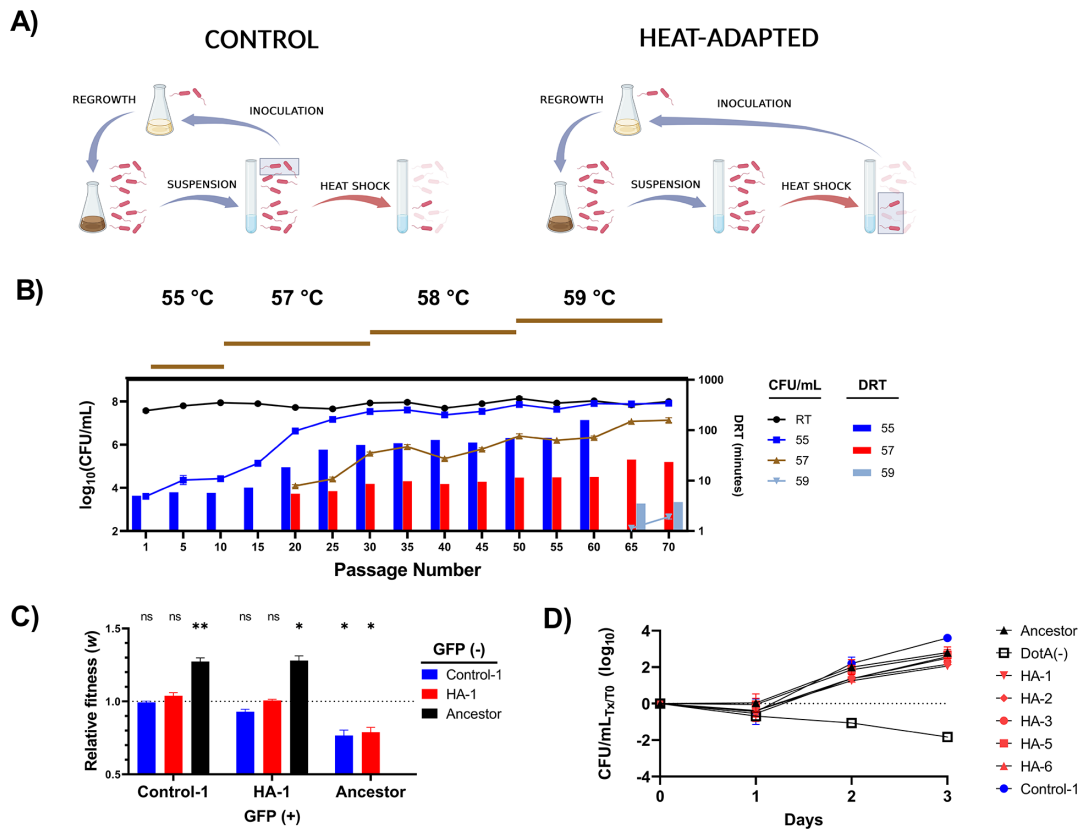 A)
CONTROL
HEAT-ADAPTED
REGROWTH
INOCULATION
SUSPENSION
HEAT SHOCK
REGROWTH
INOCULATION
SUSPENSION
HEAT SHOCK
B)
55 °C
57 °C
58 °C
59 °C
log10(CFU/mL)
8
6
4
2
1000
100
10
1
DRT (minutes)
1
5
10
15
20
25
30
35
40
45
50
55
60
65
70
Passage Number
CFU/mL
RT
55
57
59
DRT
55
57
59
C)
Relative fitness (w)
1.5
1.0
0.5
ns
ns
**
ns
ns
*
*
*
Control-1
HA-1
Ancestor
GFP (+)
GFP (-)
Control-1
HA-1
Ancestor
D)
CFU/mLTx/T0 (log10)
4
2
0
-2
-4
0
1
2
3
Days
Ancestor
DotA(-)
HA-1
HA-2
HA-3
HA-5
HA-6
Control-1